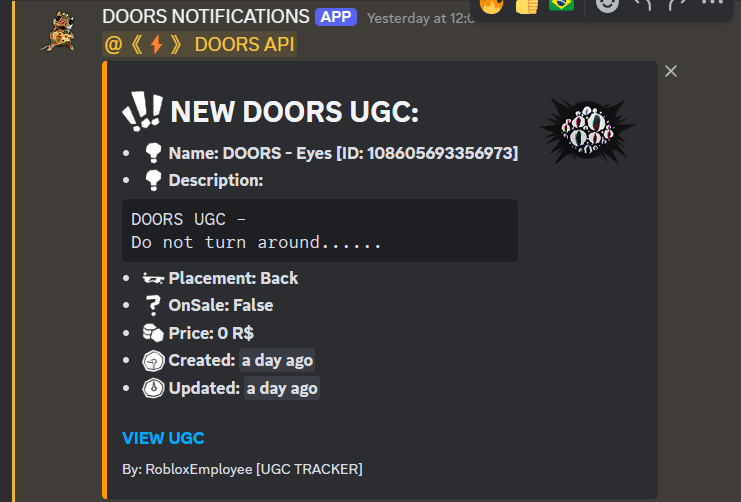 DOORS NOTIFICATIONS APP Yesterday at 12:0
@《⚡》 DOORS API
NEW DOORS UGC:
• Name: DOORS - Eyes [ID: 108605693356973]
• Description:
DOORS UGC -
Do not turn around......
• Placement: Back
• OnSale: False
• Price: 0 R$
• Created: a day ago
• Updated: a day ago
VIEW UGC
By: RobloxEmployee [UGC TRACKER]